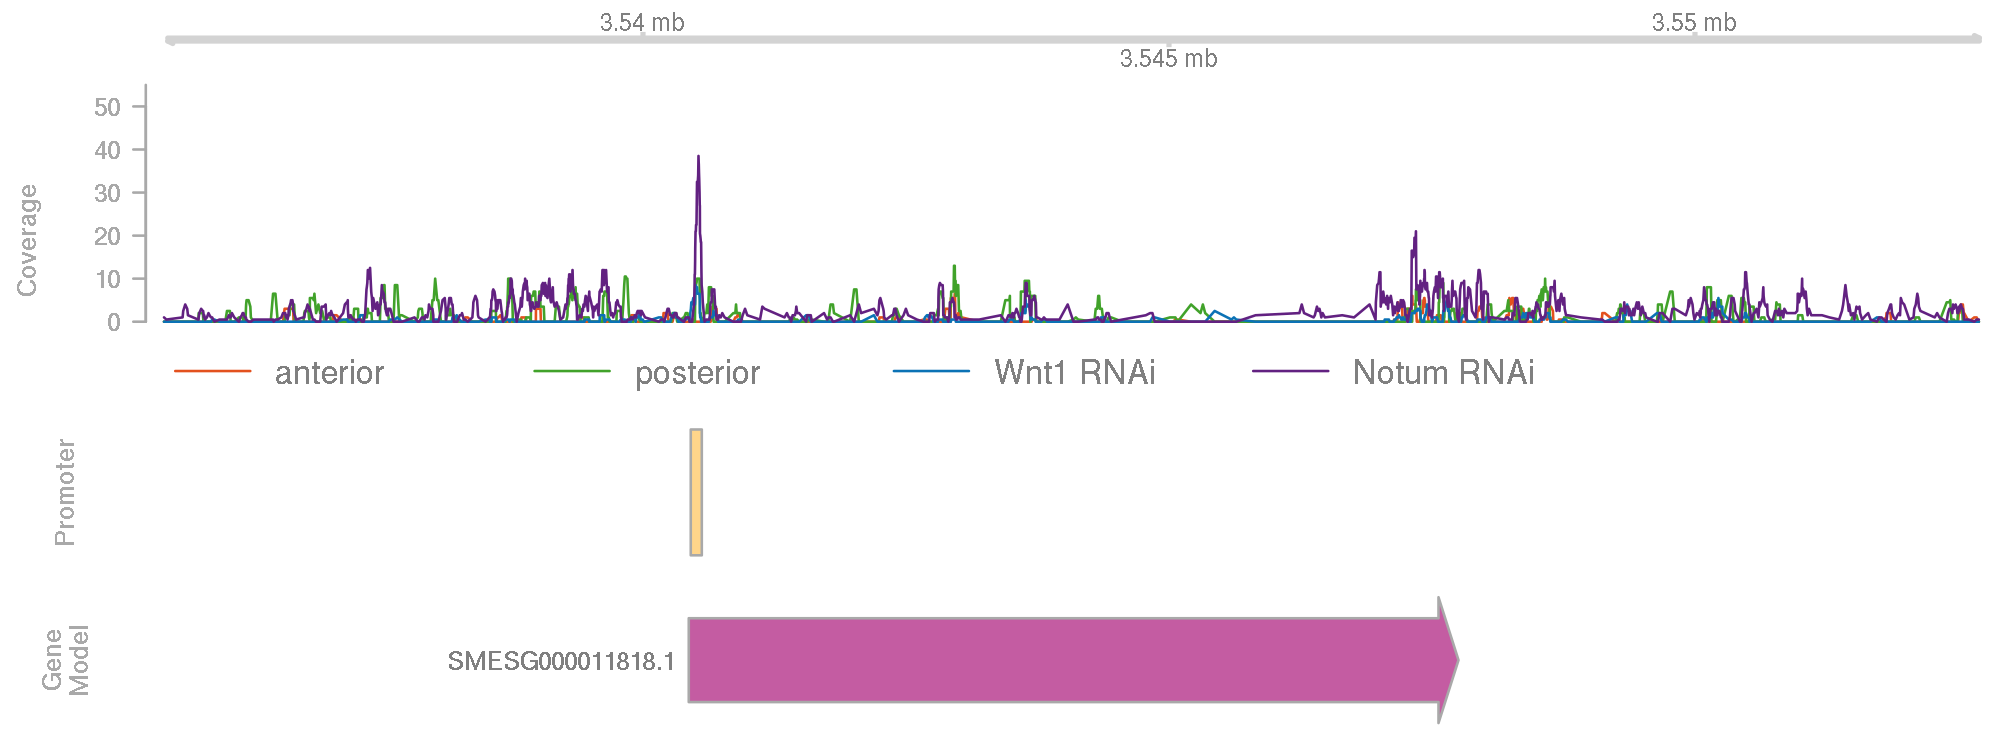 3.54 mb
3.55 mb
3.545 mb
Coverage
50
40
30
20
10
0
anterior
posterior
Wnt1 RNAi
Notum RNAi
Promoter
Gene
Model
SMESG000011818.1